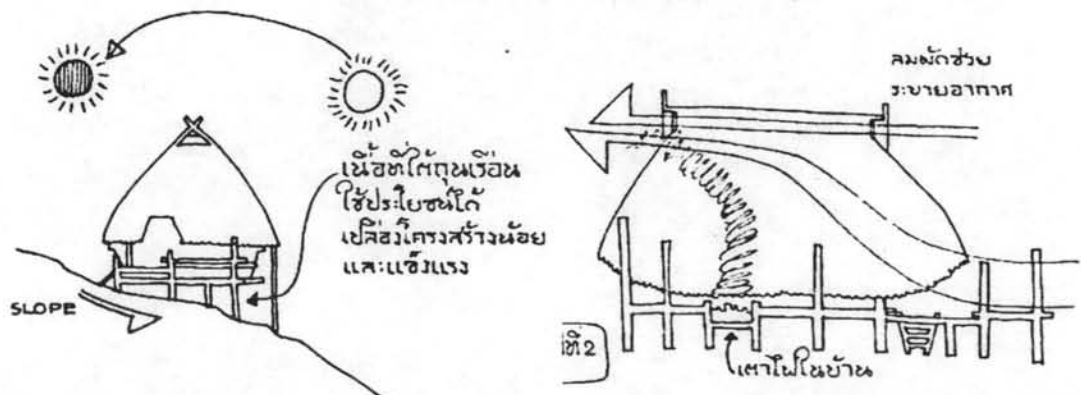 เนื้อที่ใต้ถุนเรือน
ใช้ประโยชน์ได้
เปลืองโครงสร้างน้อย
และแข็งแรง
SLOPE
ลมพัดช่วย
ระบายอากาศ
ที่ 2
เตาไฟในบ้าน